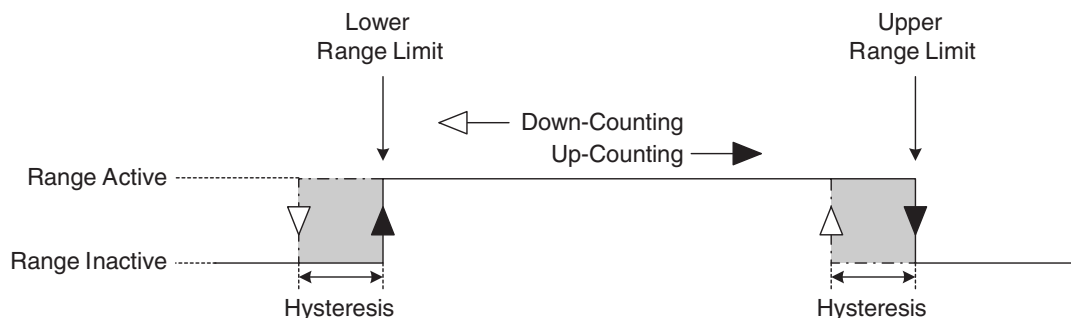 Lower
Range Limit
Upper
Range Limit
Down-Counting
Up-Counting
Range Active
Range Inactive
Hysteresis
Hysteresis